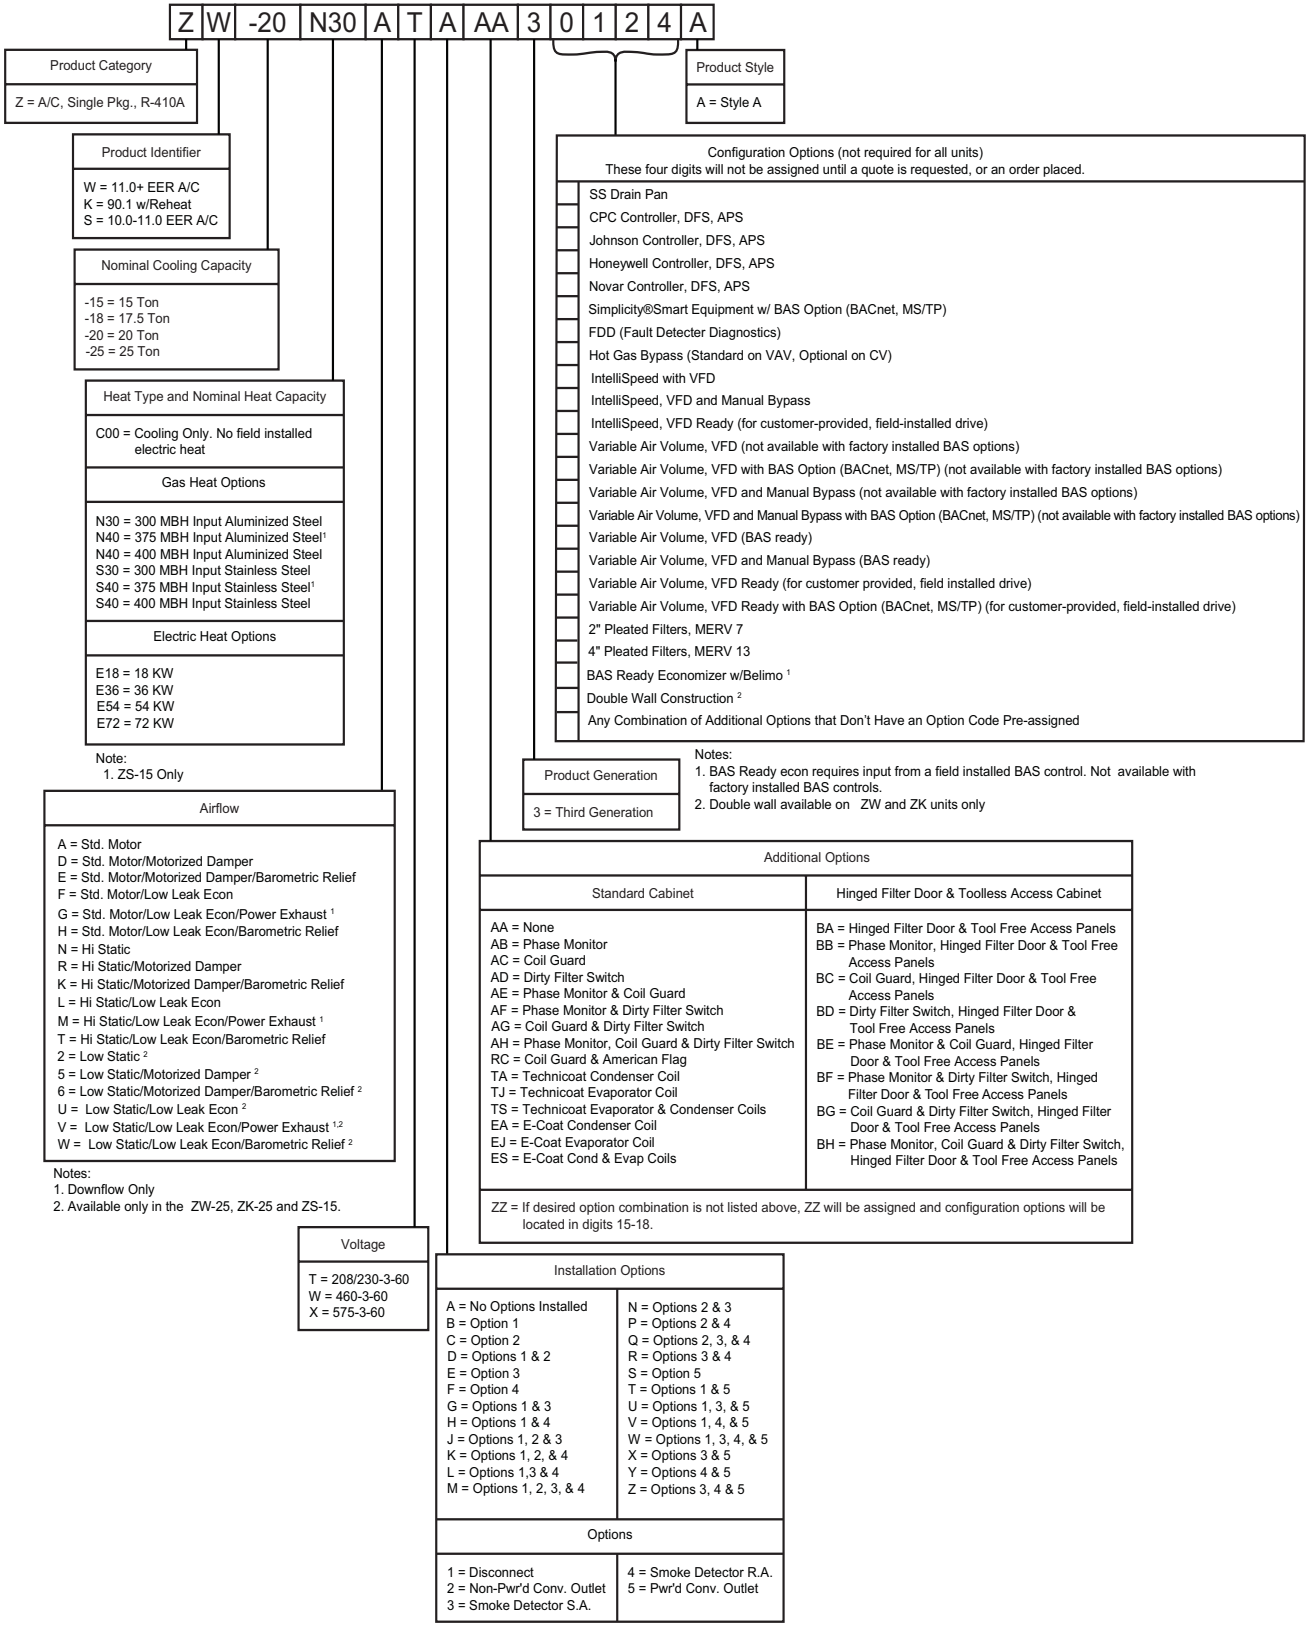 Z W -20 N30 A T A AA 3 0 1 2 4 A
Product Category
Z = A/C, Single Pkg., R-410A
Product Style
A = Style A
Product Identifier
W = 11.0+ EER A/C
K = 90.1 w/Reheat
S = 10.0-11.0 EER A/C
Nominal Cooling Capacity
-15 = 15 Ton
-18 = 17.5 Ton
-20 = 20 Ton
-25 = 25 Ton
Heat Type and Nominal Heat Capacity
C00 = Cooling Only. No field installed
electric heat
Gas Heat Options
N30 = 300 MBH Input Aluminized Steel
N40 = 375 MBH Input Aluminized Steel¹
N40 = 400 MBH Input Aluminized Steel
S30 = 300 MBH Input Stainless Steel
S40 = 375 MBH Input Stainless Steel¹
S40 = 400 MBH Input Stainless Steel
Electric Heat Options
E18 = 18 KW
E36 = 36 KW
E54 = 54 KW
E72 = 72 KW
Note:
1. ZS-15 Only
Configuration Options (not required for all units)
These four digits will not be assigned until a quote is requested, or an order placed.
SS Drain Pan
CPC Controller, DFS, APS
Johnson Controller, DFS, APS
Honeywell Controller, DFS, APS
Novar Controller, DFS, APS
Simplicity®Smart Equipment w/ BAS Option (BACnet, MS/TP)
FDD (Fault Detecter Diagnostics)
Hot Gas Bypass (Standard on VAV, Optional on CV)
IntelliSpeed with VFD
IntelliSpeed, VFD and Manual Bypass
IntelliSpeed, VFD Ready (for customer-provided, field-installed drive)
Variable Air Volume, VFD (not available with factory installed BAS options)
Variable Air Volume, VFD with BAS Option (BACnet, MS/TP) (not available with factory installed BAS options)
Variable Air Volume, VFD and Manual Bypass (not available with factory installed BAS options)
Variable Air Volume, VFD and Manual Bypass with BAS Option (BACnet, MS/TP) (not available with factory installed BAS options)
Variable Air Volume, VFD (BAS ready)
Variable Air Volume, VFD and Manual Bypass (BAS ready)
Variable Air Volume, VFD Ready (for customer provided, field installed drive)
Variable Air Volume, VFD Ready with BAS Option (BACnet, MS/TP) (for customer-provided, field-installed drive)
2" Pleated Filters, MERV 7
4" Pleated Filters, MERV 13
BAS Ready Economizer w/Belimo ¹
Double Wall Construction ²
Any Combination of Additional Options that Don't Have an Option Code Pre-assigned
Notes:
1. BAS Ready econ requires input from a field installed BAS control. Not available with
factory installed BAS controls.
2. Double wall available on ZW and ZK units only
Product Generation
3 = Third Generation
Airflow
A = Std. Motor
D = Std. Motor/Motorized Damper
E = Std. Motor/Motorized Damper/Barometric Relief
F = Std. Motor/Low Leak Econ
G = Std. Motor/Low Leak Econ/Power Exhaust ¹
H = Std. Motor/Low Leak Econ/Barometric Relief
N = Hi Static
R = Hi Static/Motorized Damper
K = Hi Static/Motorized Damper/Barometric Relief
L = Hi Static/Low Leak Econ
M = Hi Static/Low Leak Econ/Power Exhaust ¹
T = Hi Static/Low Leak Econ/Barometric Relief
2 = Low Static ²
5 = Low Static/Motorized Damper ²
6 = Low Static/Motorized Damper/Barometric Relief ²
U = Low Static/Low Leak Econ ²
V = Low Static/Low Leak Econ/Power Exhaust ¹,²
W = Low Static/Low Leak Econ/Barometric Relief ²
Notes:
1. Downflow Only
2. Available only in the ZW-25, ZK-25 and ZS-15.
Additional Options
Standard Cabinet
AA = None
AB = Phase Monitor
AC = Coil Guard
AD = Dirty Filter Switch
AE = Phase Monitor & Coil Guard
AF = Phase Monitor & Dirty Filter Switch
AG = Coil Guard & Dirty Filter Switch
AH = Phase Monitor, Coil Guard & Dirty Filter Switch
RC = Coil Guard & American Flag
TA = Technicoat Condenser Coil
TJ = Technicoat Evaporator Coil
TS = Technicoat Evaporator & Condenser Coils
EA = E-Coat Condenser Coil
EJ = E-Coat Evaporator Coil
ES = E-Coat Cond & Evap Coils
Hinged Filter Door & Toolless Access Cabinet
BA = Hinged Filter Door & Tool Free Access Panels
BB = Phase Monitor, Hinged Filter Door & Tool Free
Access Panels
BC = Coil Guard, Hinged Filter Door & Tool Free
Access Panels
BD = Dirty Filter Switch, Hinged Filter Door &
Tool Free Access Panels
BE = Phase Monitor & Coil Guard, Hinged Filter
Door & Tool Free Access Panels
BF = Phase Monitor & Dirty Filter Switch, Hinged
Filter Door & Tool Free Access Panels
BG = Coil Guard & Dirty Filter Switch, Hinged Filter
Door & Tool Free Access Panels
BH = Phase Monitor, Coil Guard & Dirty Filter Switch,
Hinged Filter Door & Tool Free Access Panels
ZZ = If desired option combination is not listed above, ZZ will be assigned and configuration options will be
located in digits 15-18.
Voltage
T = 208/230-3-60
W = 460-3-60
X = 575-3-60
Installation Options
A = No Options Installed
B = Option 1
C = Option 2
D = Options 1 & 2
E = Option 3
F = Option 4
G = Options 1 & 3
H = Options 1 & 4
J = Options 1, 2 & 3
K = Options 1, 2, & 4
L = Options 1,3 & 4
M = Options 1, 2, 3, & 4
N = Options 2 & 3
P = Options 2 & 4
Q = Options 2, 3, & 4
R = Options 3 & 4
S = Option 5
T = Options 1 & 5
U = Options 1, 3, & 5
V = Options 1, 4, & 5
W = Options 1, 3, 4, & 5
X = Options 3 & 5
Y = Options 4 & 5
Z = Options 3, 4 & 5
Options
1 = Disconnect
2 = Non-Pwr'd Conv. Outlet
3 = Smoke Detector S.A.
4 = Smoke Detector R.A.
5 = Pwr'd Conv. Outlet